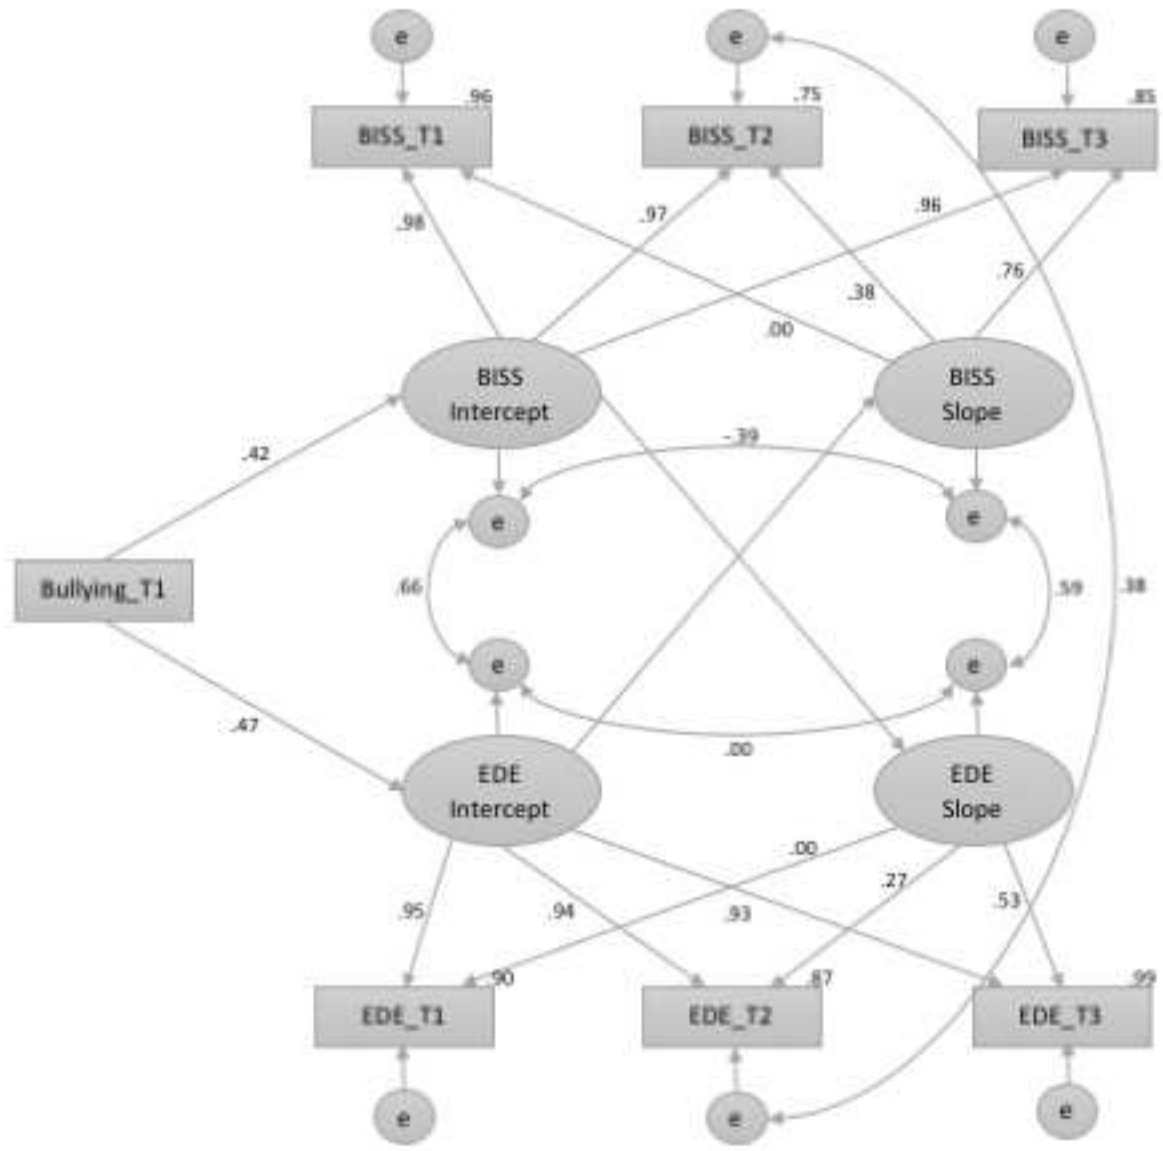 e
e
e
.96
.75
.85
BISS_T1
BISS_T2
BISS_T3
.98
.97
.96
.76
.38
.00
BISS
Intercept
BISS
Slope
.42
-.39
e
e
Bullying_T1
.66
.59
.38
e
e
.47
.00
EDE
Intercept
EDE
Slope
.00
.27
.53
.95
.94
.93
.90
.87
.99
EDE_T1
EDE_T2
EDE_T3
e
e
e